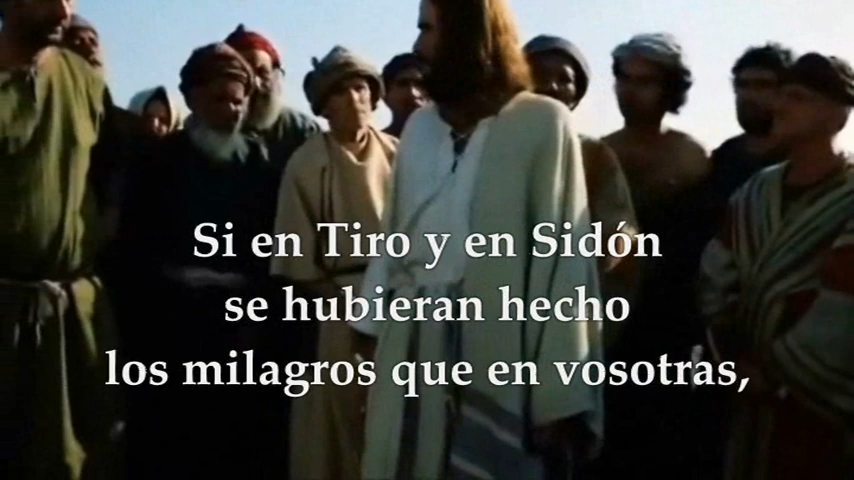 Si en Tiro y en Sidón
se hubieran hecho
los milagros que en vosotras,